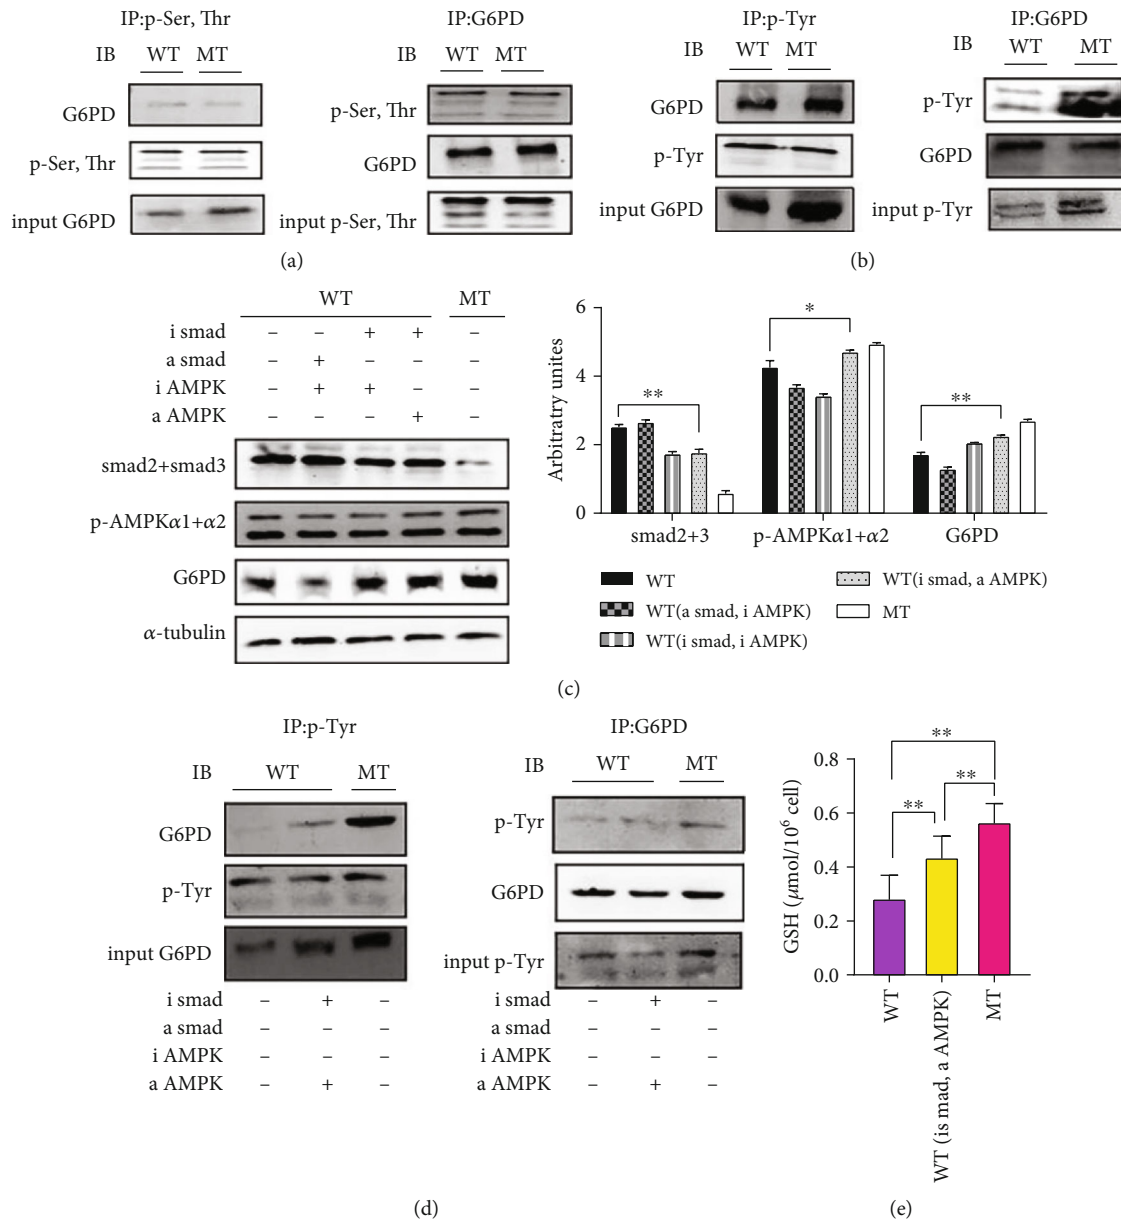 IP:p-Ser, Thr
IB WT MT
G6PD
p-Ser, Thr
input G6PD
IP:G6PD
IB WT MT
p-Ser, Thr
G6PD
input p-Ser, Thr
(a)
IP:p-Tyr
IB WT MT
G6PD
p-Tyr
input G6PD
IP:G6PD
IB WT MT
p-Tyr
G6PD
input p-Tyr
(b)
WT MT
i smad – – + + –
a smad – + – – –
i AMPK – + + – –
a AMPK – – – + –
smad2+smad3
p-AMPKα1+α2
G6PD
α-tubulin
Arbitratry unites
6
4
2
0
** * **
smad2+3 p-AMPKα1+α2 G6PD
WT
WT(a smad, i AMPK)
WT(i smad, i AMPK)
WT(i smad, a AMPK)
MT
(c)
IP:p-Tyr
IB WT MT
G6PD
p-Tyr
input G6PD
i smad – + –
a smad – – –
i AMPK – – –
a AMPK – + –
IP:G6PD
IB WT MT
p-Tyr
G6PD
input p-Tyr
i smad – + –
a smad – – –
i AMPK – – –
a AMPK – + –
(d)
GSH (μmol/10⁶ cell)
0.8
0.6
0.4
0.2
0.0
**
**
**
WT
WT (is mad, a AMPK)
MT
(e)